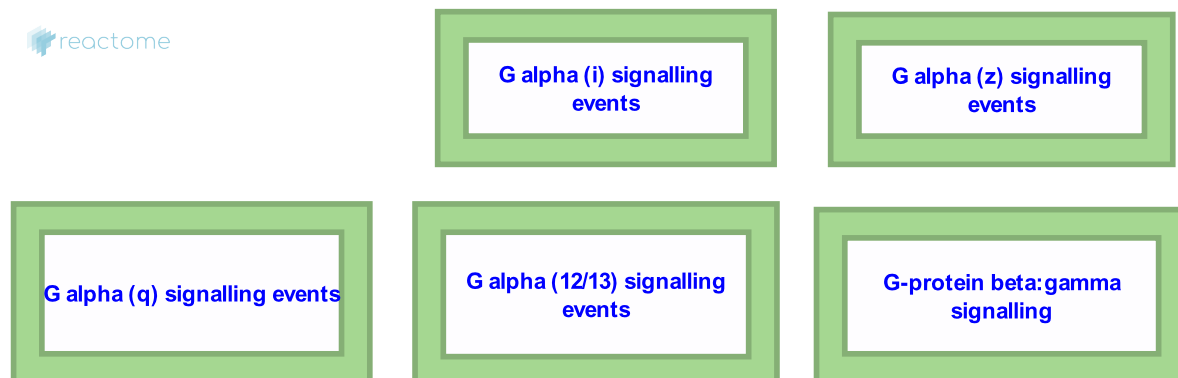 reactome
G alpha (i) signalling
events
G alpha (z) signalling
events
G alpha (q) signalling events
G alpha (12/13) signalling
events
G-protein beta:gamma
signalling